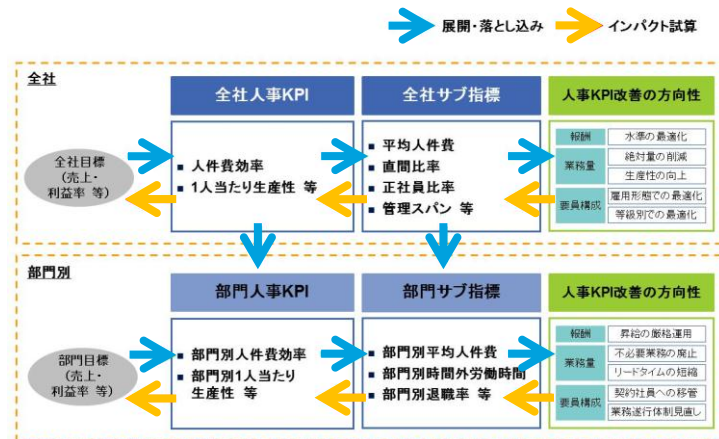 展開・落とし込み
インパクト試算
全社
全社人事KPI
全社サブ指標
人事KPI改善の方向性
全社目標
(売上・
利益率 等)
▪ 人件費効率
▪ 1人当たり生産性 等
▪ 平均人件費
▪ 直間比率
▪ 正社員比率
▪ 管理スパン 等
報酬
水準の最適化
業務量
絶対量の削減
生産性の向上
要員構成
雇用形態での最適化
等級別での最適化
部門別
部門人事KPI
部門サブ指標
人事KPI改善の方向性
部門目標
(売上・
利益率 等)
▪ 部門別人件費効率
▪ 部門別1人当たり
生産性 等
▪ 部門別平均人件費
▪ 部門別時間外労働時間
▪ 部門別退職率 等
報酬
昇給の厳格運用
業務量
不必要業務の廃止
リードタイムの短縮
要員構成
契約社員への移管
業務遂行体制見直し